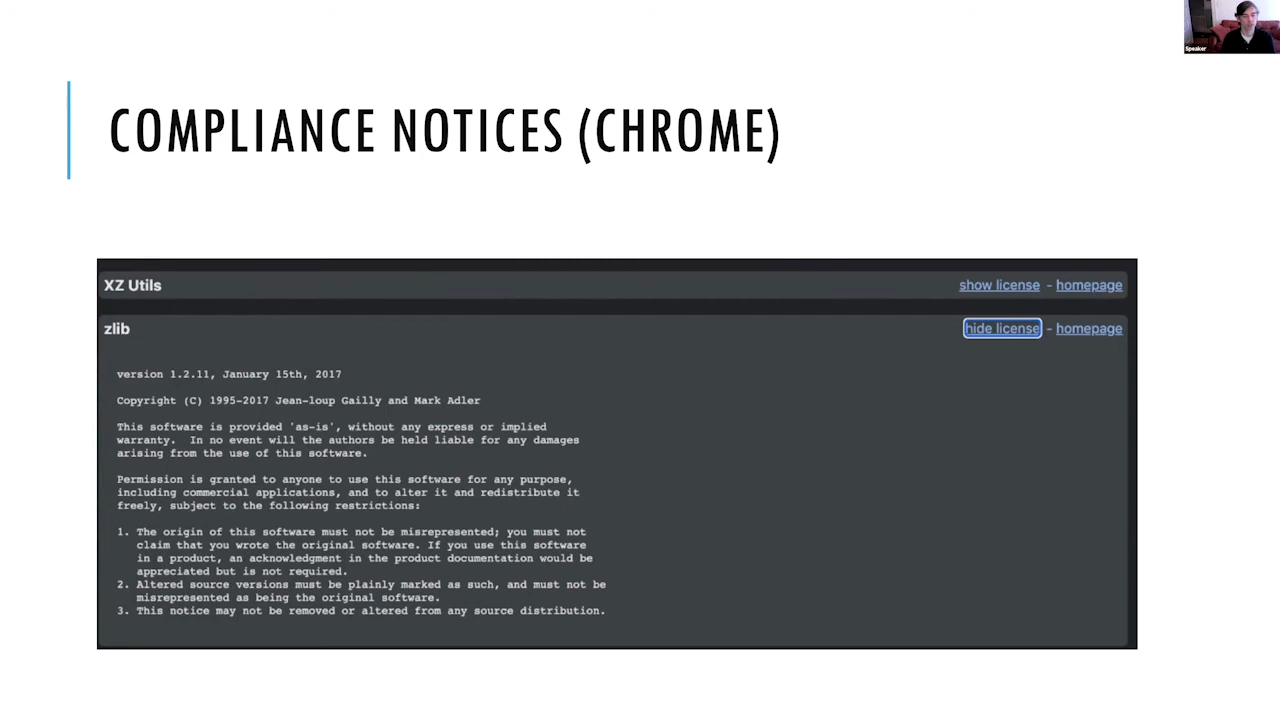 Speaker
COMPLIANCE NOTICES (CHROME)
XZ Utils show license - homepage
zlib hide license - homepage
version 1.2.11, January 15th, 2017
Copyright (C) 1995-2017 Jean-loup Gailly and Mark Adler
This software is provided 'as-is', without any express or implied
warranty. In no event will the authors be held liable for any damages
arising from the use of this software.
Permission is granted to anyone to use this software for any purpose,
including commercial applications, and to alter it and redistribute it
freely, subject to the following restrictions:
1. The origin of this software must not be misrepresented; you must not
claim that you wrote the original software. If you use this software
in a product, an acknowledgment in the product documentation would be
appreciated but is not required.
2. Altered source versions must be plainly marked as such, and must not be
misrepresented as being the original software.
3. This notice may not be removed or altered from any source distribution.